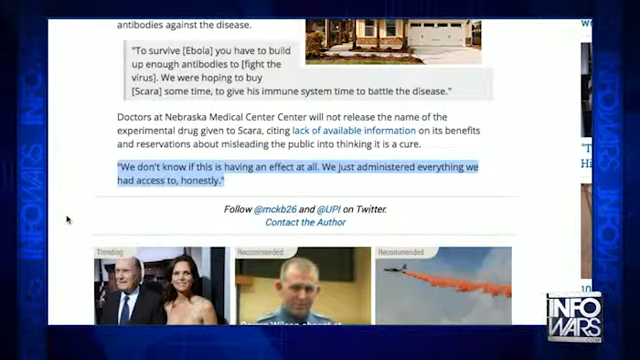 antibodies against the disease.
"To survive [Ebola] you have to build
up enough antibodies to [fight the
virus]. We were hoping to buy
[Scara] some time, to give his immune system time to battle the disease."
Doctors at Nebraska Medical Center Center will not release the name of the
experimental drug given to Scara, citing lack of available information on its benefits
and reservations about misleading the public into thinking it is a cure.
"We don't know if this is having an effect at all. We just administered everything we
had access to, honestly."
Follow @mckb26 and @UPI on Twitter.
Contact the Author
Trending
Recommended
Recommended
INFO
WARS
.COM
INFOWARS
INFOWARS